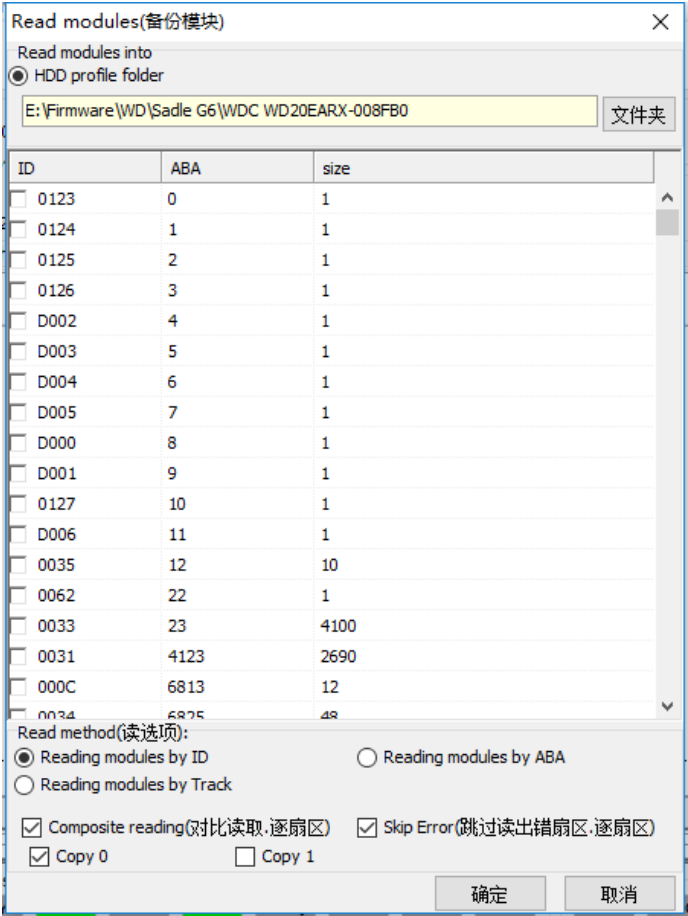 Read modules(备份模块)
Read modules into
HDD profile folder
E:\Firmware\WD\Sadle G6\WDC WD20EARX-008FB0 文件夹
ID ABA size
0123 0 1
0124 1 1
0125 2 1
0126 3 1
D002 4 1
D003 5 1
D004 6 1
D005 7 1
D000 8 1
D001 9 1
0127 10 1
D006 11 1
0035 12 10
0062 22 1
0033 23 4100
0031 4123 2690
000C 6813 12
0034 6825 48
Read method(读选项):
Reading modules by ID Reading modules by ABA
Reading modules by Track
Composite reading(对比读取.逐扇区) Skip Error(跳过读出错扇区.逐扇区)
Copy 0 Copy 1
确定 取消